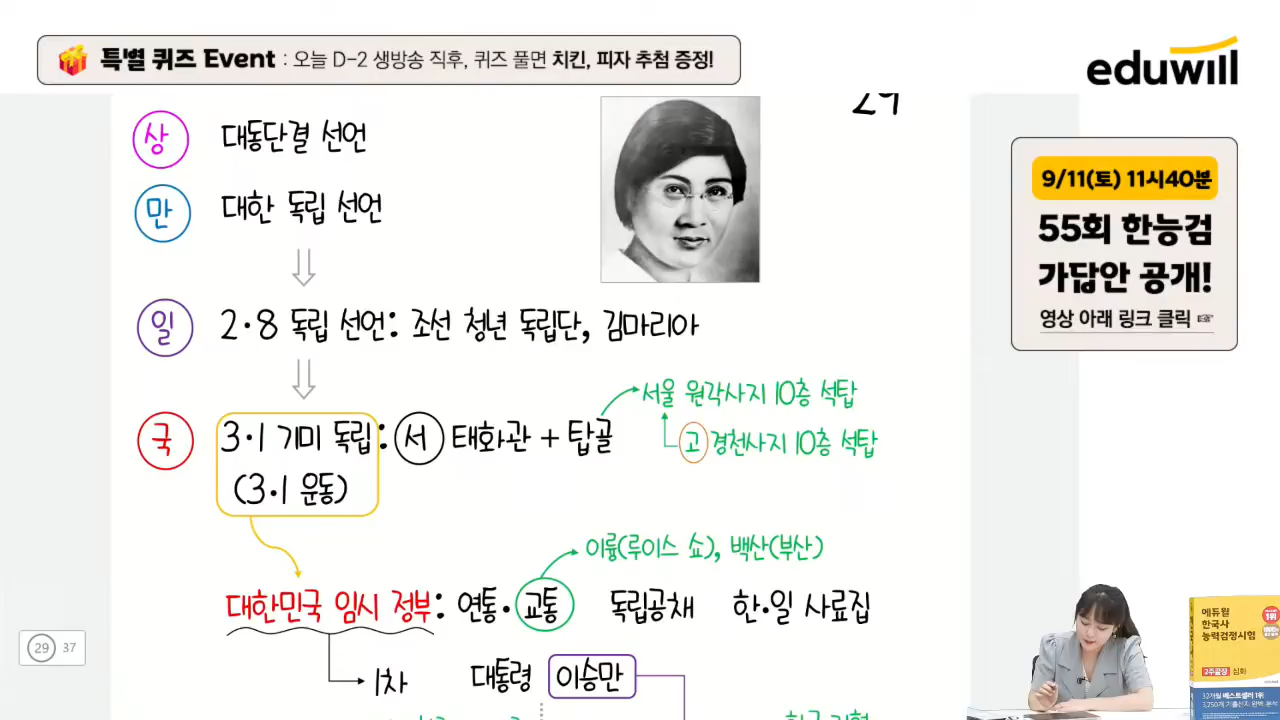 특별 퀴즈 Event : 오늘 D-2 생방송 직후, 퀴즈 풀면 치킨, 피자 추첨 증정!
eduwill
29
상 대동단결 선언
만 대한 독립 선언
9/11(토) 11시40분
55회 한능검
가답안 공개!
영상 아래 링크 클릭
일 2·8 독립 선언: 조선 청년 독립단, 김마리아
서울 원각사지 10층 석탑
국 3·1 기미 독립: 서 태화관 + 탑골
고 경천사지 10층 석탑
(3·1 운동)
이륭(루이스 쇼), 백산(부산)
대한민국 임시 정부: 연통·교통 독립공채 한·일 사료집
29 37
1차 대통령 이승만
에듀윌
한국사
능력검정시험
2주끝장 심화